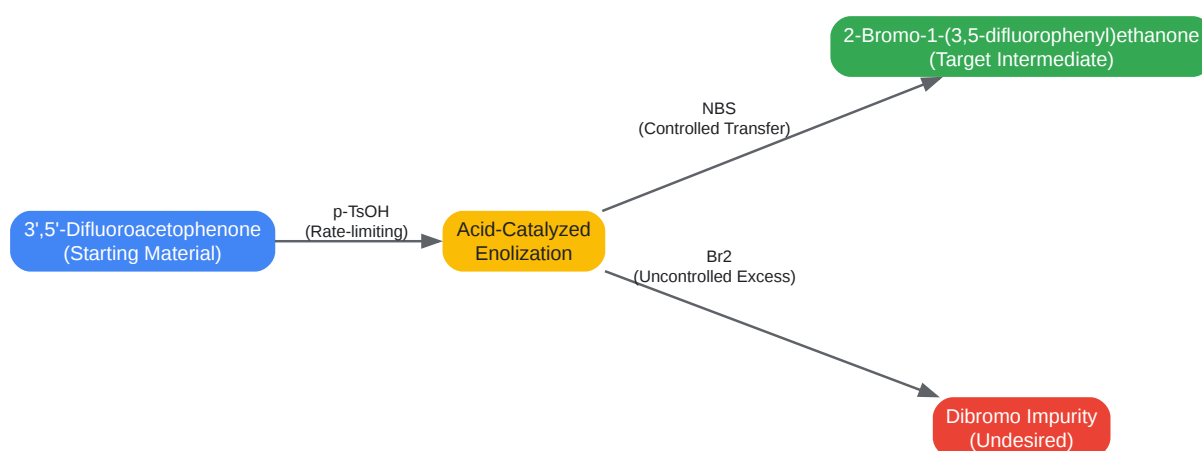 3',5'-Difluoroacetophenone
(Starting Material)
p-TsOH
(Rate-limiting)
Acid-Catalyzed
Enolization
NBS
(Controlled Transfer)
2-Bromo-1-(3,5-difluorophenyl)ethanone
(Target Intermediate)
Br2
(Uncontrolled Excess)
Dibromo Impurity
(Undesired)